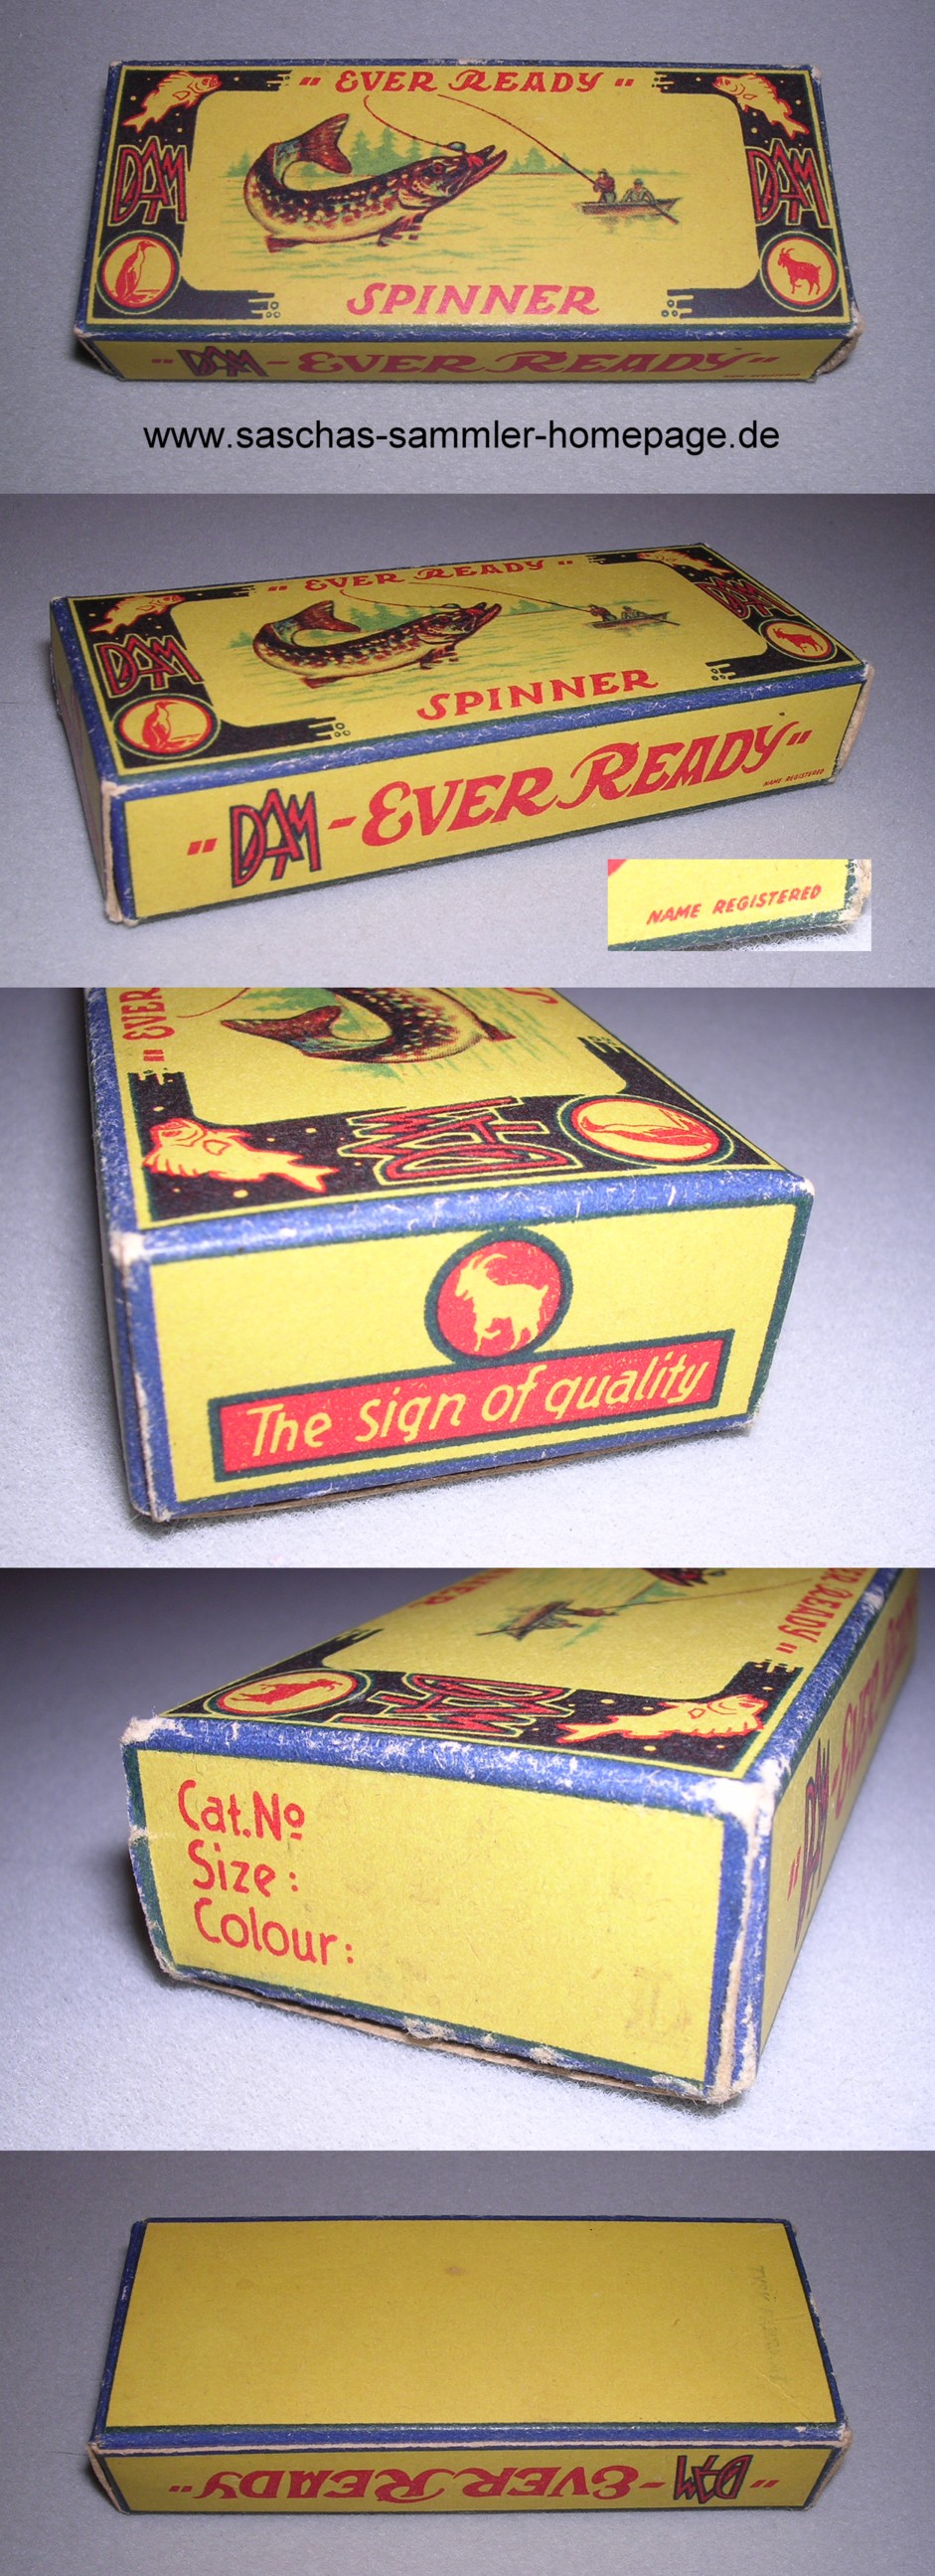 "EVER READY"
DAM
DAM
SPINNER
"DAM-EVER READY"
www.saschas-sammler-homepage.de
"EVER READY"
DAM
DAM
SPINNER
"DAM-EVER READY"
NAME REGISTERED
NAME REGISTERED
"EVER
DAM
The sign of quality
DAM
READY"
Cat.Nº
Size:
Colour:
"DAM-EVER
"DAM-EVER READY"